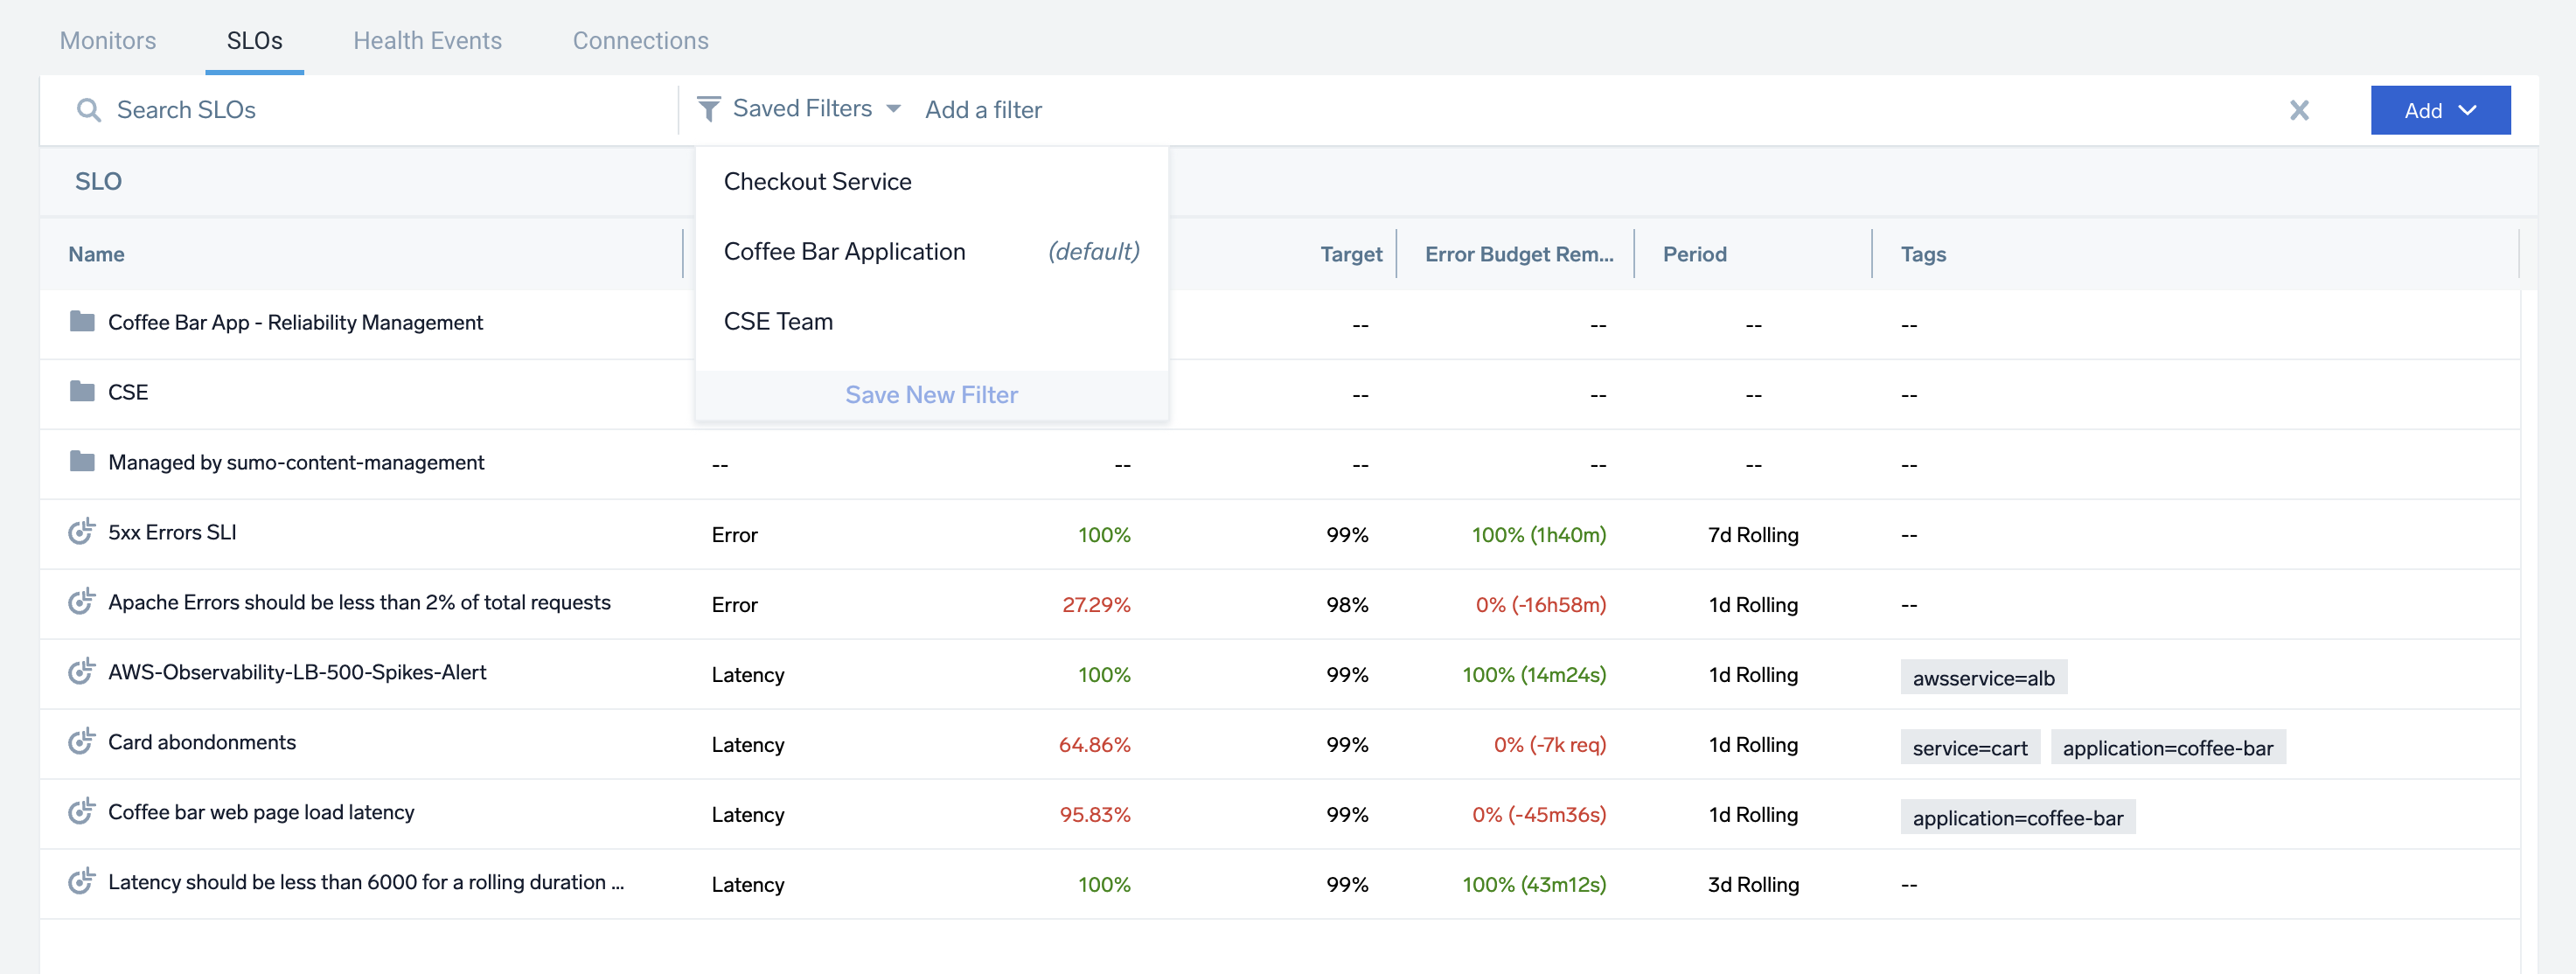 Monitors SLOs Health Events Connections
Search SLOs Saved Filters Add a filter Add
SLO
Checkout Service
Coffee Bar Application (default)
CSE Team
Save New Filter
Name Target Error Budget Rem... Period Tags
Coffee Bar App - Reliability Management -- -- -- --
CSE -- -- -- --
Managed by sumo-content-management -- -- -- -- -- --
5xx Errors SLI Error 100% 99% 100% (1h40m) 7d Rolling --
Apache Errors should be less than 2% of total requests Error 27.29% 98% 0% (-16h58m) 1d Rolling --
AWS-Observability-LB-500-Spikes-Alert Latency 100% 99% 100% (14m24s) 1d Rolling awsservice=alb
Card abondonments Latency 64.86% 99% 0% (-7k req) 1d Rolling service=cart application=coffee-bar
Coffee bar web page load latency Latency 95.83% 99% 0% (-45m36s) 1d Rolling application=coffee-bar
Latency should be less than 6000 for a rolling duration ... Latency 100% 99% 100% (43m12s) 3d Rolling --